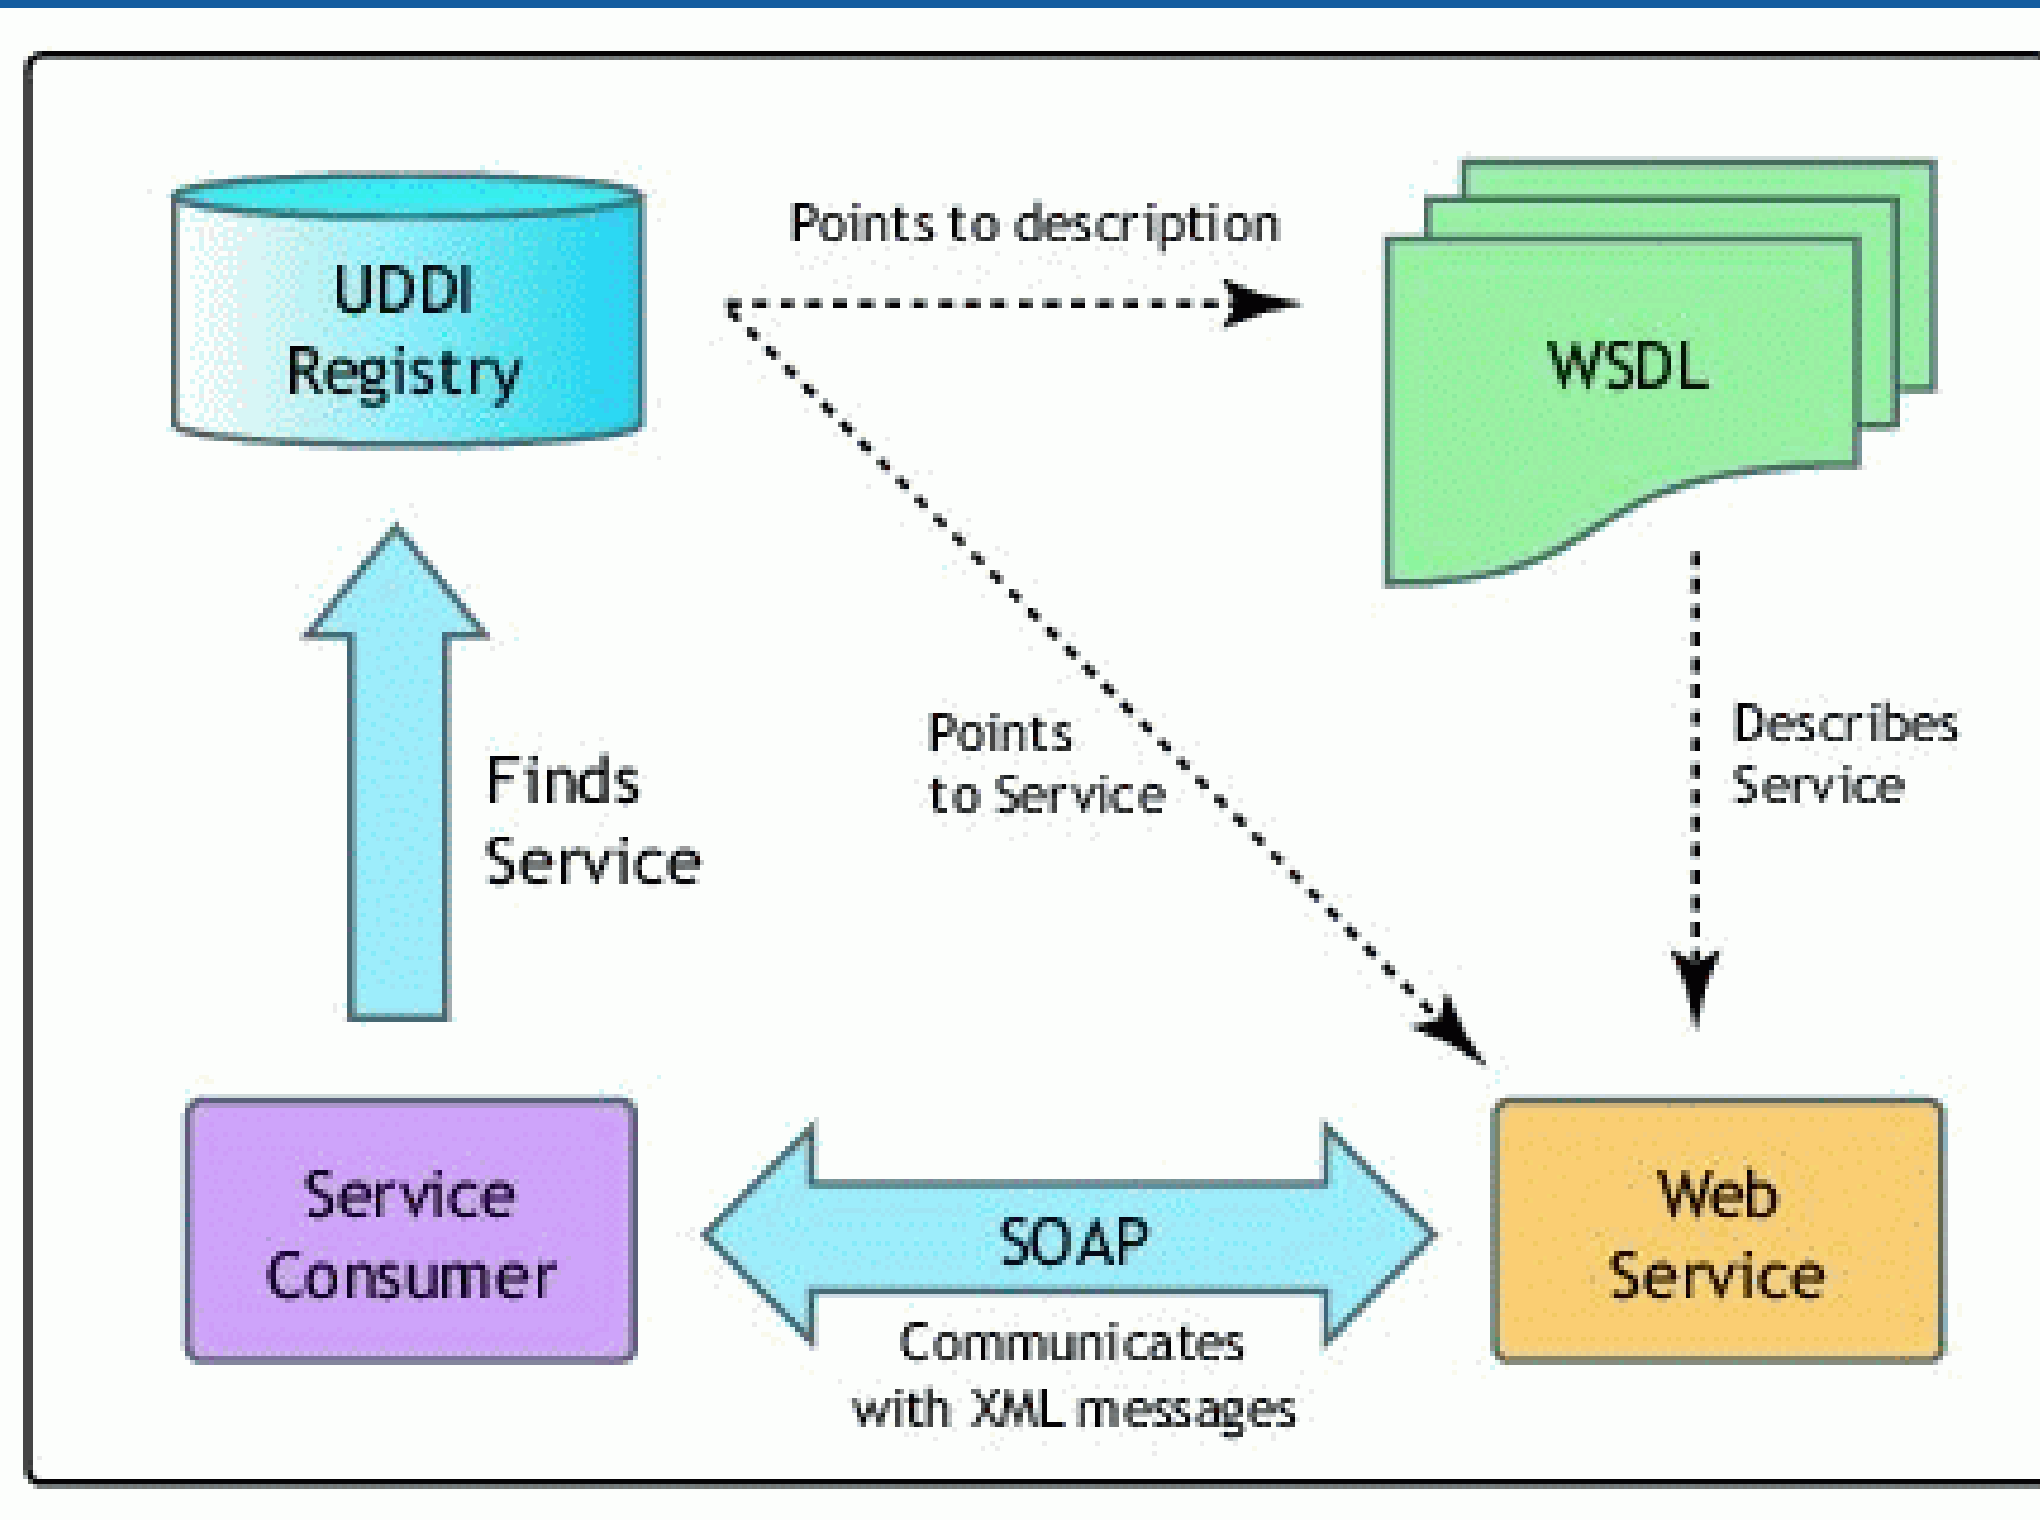 UDDI
Registry
Points to description
WSDL
Finds
Service
Points
to Service
Describes
Service
Service
Consumer
SOAP
Communicates
with XML messages
Web
Service